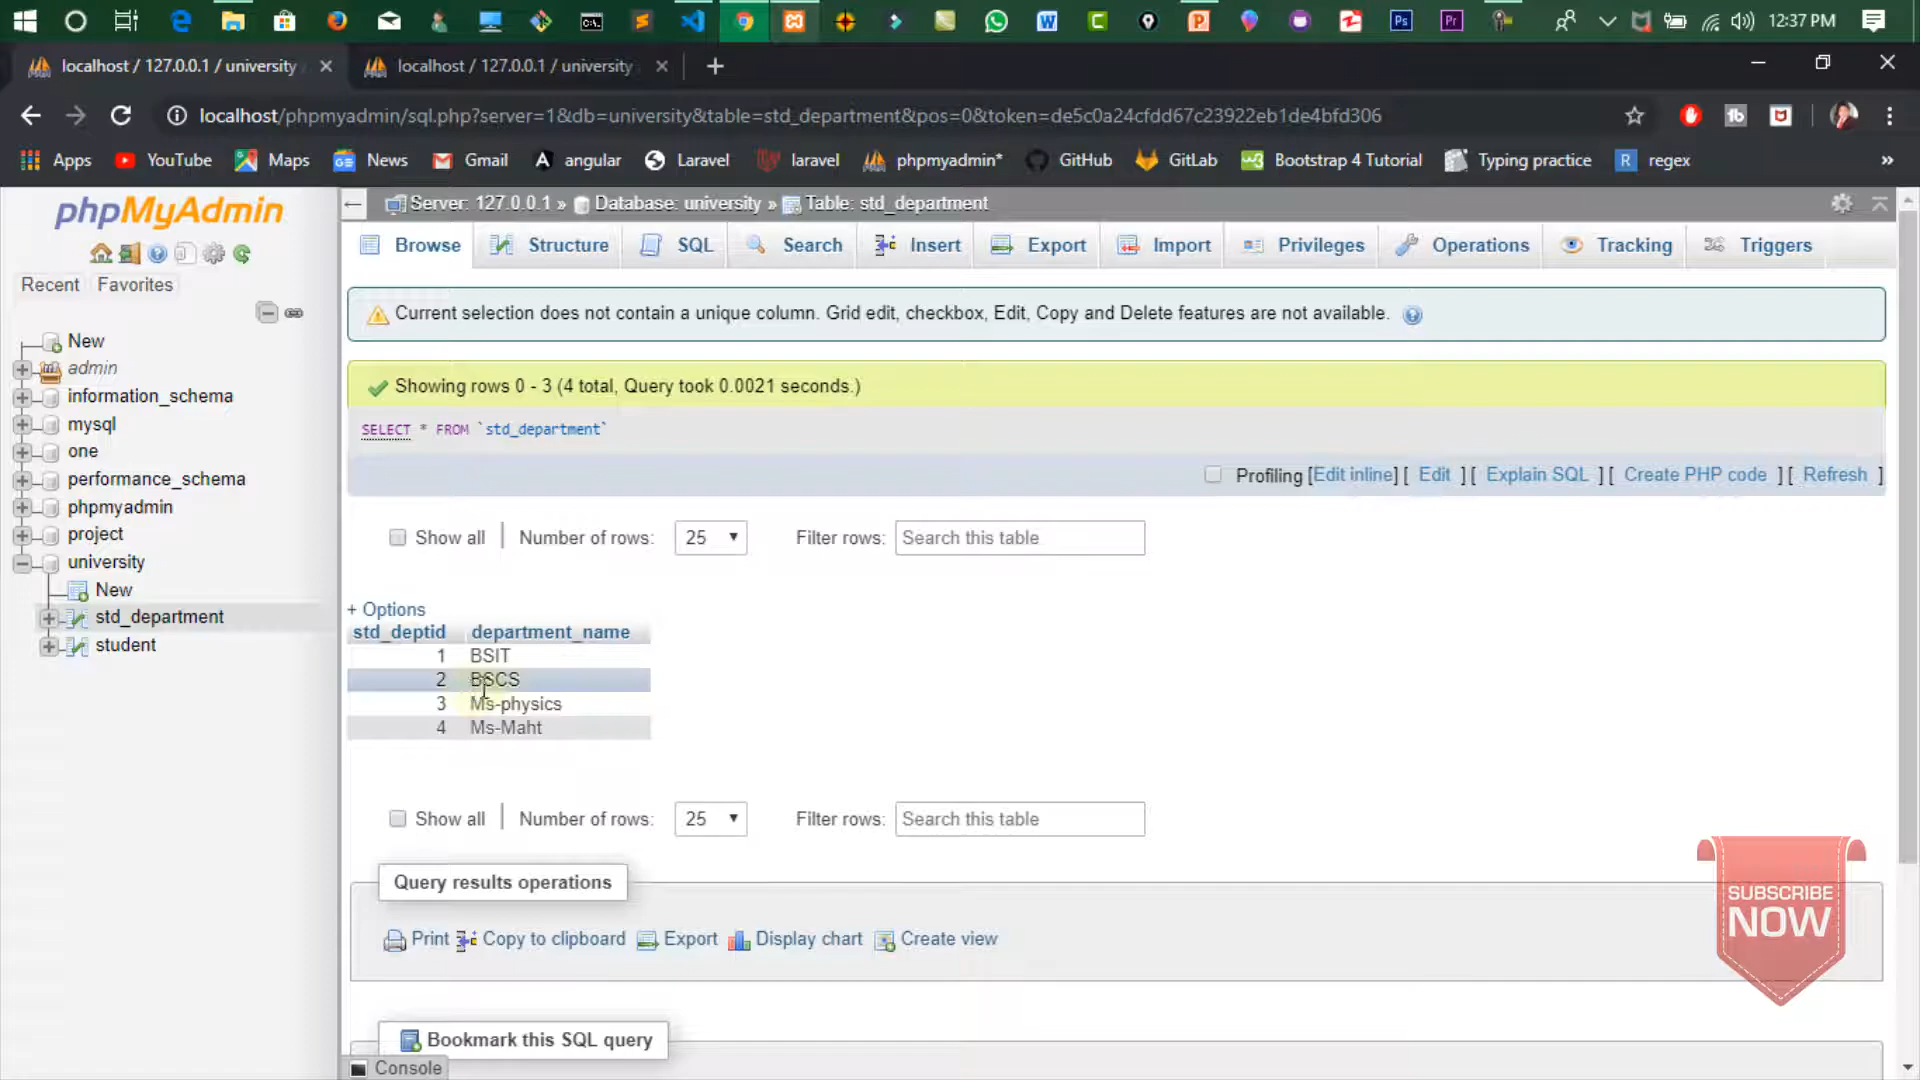 12:37 PM
localhost / 127.0.0.1 / university
localhost / 127.0.0.1 / university
localhost/phpmyadmin/sql.php?server=1&db=university&table=std_department&pos=0&token=de5c0a24cfdd67c23922eb1de4bfd306
Apps YouTube Maps News Gmail angular Laravel laravel phpmyadmin* GitHub GitLab Bootstrap 4 Tutorial Typing practice regex »
phpMyAdmin
Recent Favorites
New
admin
information_schema
mysql
one
performance_schema
phpmyadmin
project
university
New
std_department
student
Server: 127.0.0.1 » Database: university » Table: std_department
Browse Structure SQL Search Insert Export Import Privileges Operations Tracking Triggers
Current selection does not contain a unique column. Grid edit, checkbox, Edit, Copy and Delete features are not available.
Showing rows 0 - 3 (4 total, Query took 0.0021 seconds.)
SELECT * FROM `std_department`
Profiling [Edit inline] [ Edit ] [ Explain SQL ] [ Create PHP code ] [ Refresh ]
Show all Number of rows: 25 Filter rows: Search this table
+ Options
std_deptid department_name
1 BSIT
2 BSCS
3 Ms-physics
4 Ms-Maht
Show all Number of rows: 25 Filter rows: Search this table
Query results operations
Print Copy to clipboard Export Display chart Create view
Bookmark this SQL query
Console
SUBSCRIBE
NOW